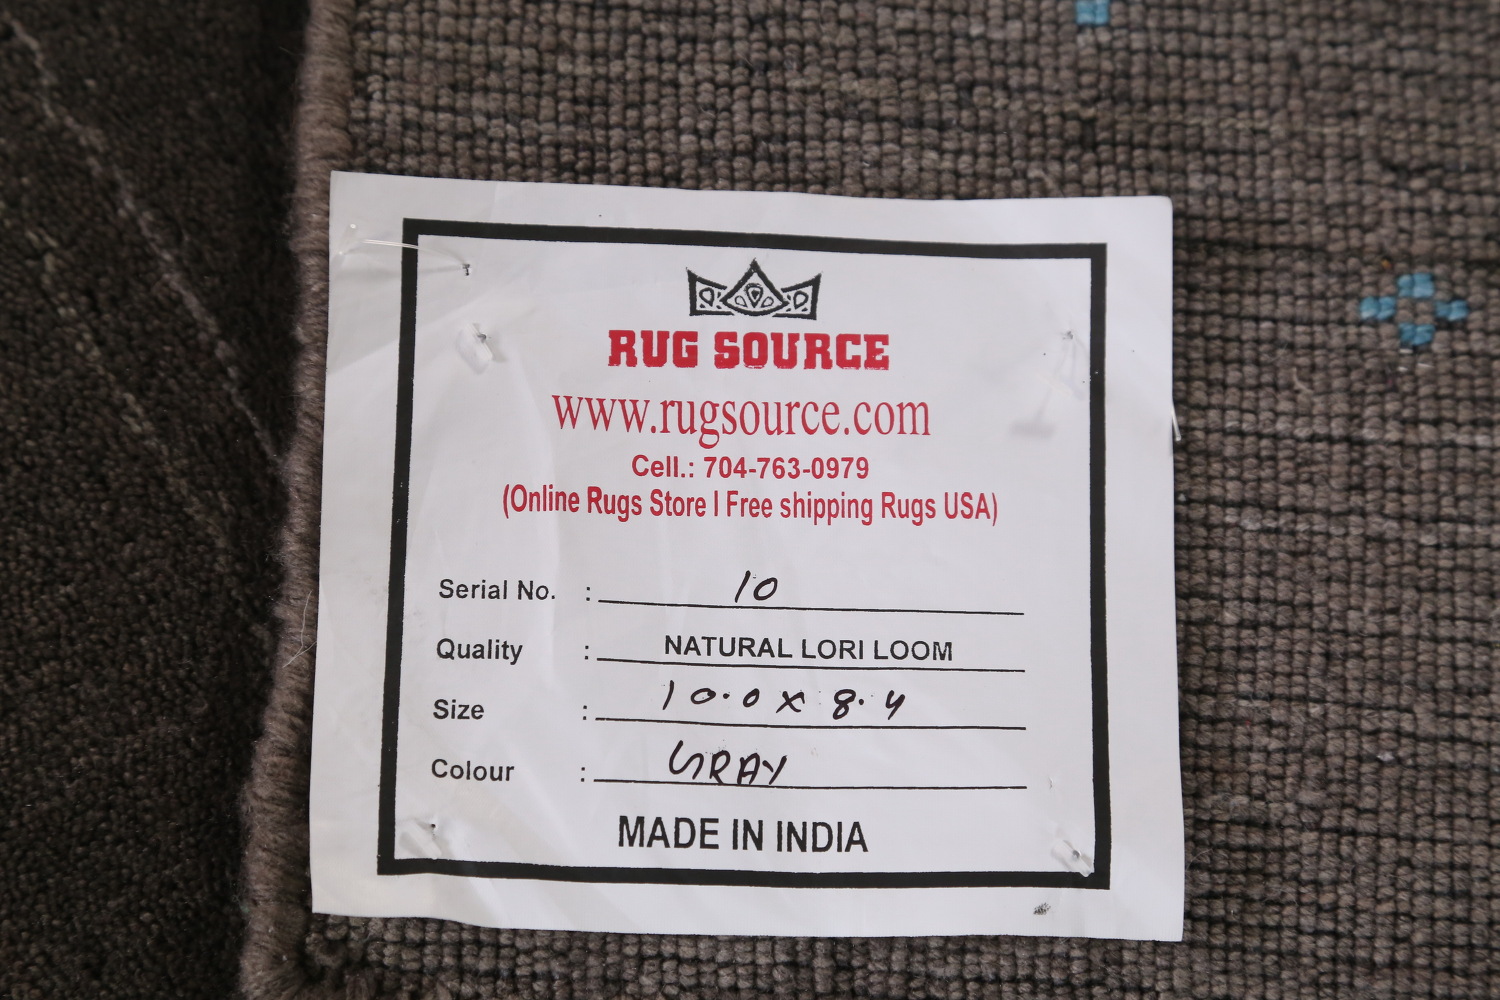 RUG SOURCE
www.rugsource.com
Cell.: 704-763-0979
(Online Rugs Store I Free shipping Rugs USA)
Serial No. : 10
Quality : NATURAL LORI LOOM
Size : 10.0 x 8.4
Colour : GRAY
MADE IN INDIA